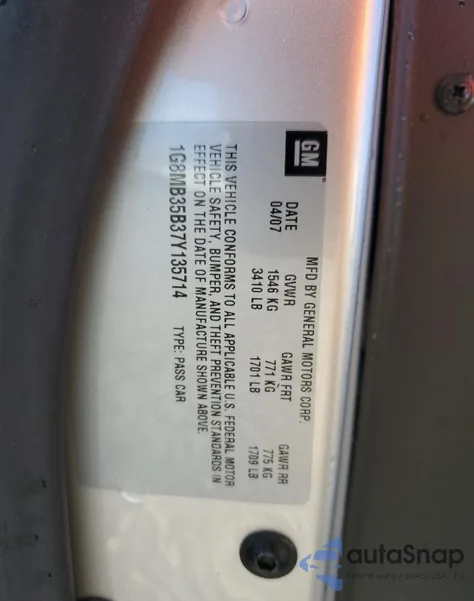 GM
MFD BY GENERAL MOTORS CORP.
DATE GVWR GAWR FRT GAWR RR
04/07 1546 KG 771 KG 775 KG
3410 LB 1701 LB 1709 LB
THIS VEHICLE CONFORMS TO ALL APPLICABLE U.S. FEDERAL MOTOR
VEHICLE SAFETY, BUMPER, AND THEFT PREVENTION STANDARDS IN
EFFECT ON THE DATE OF MANUFACTURE SHOWN ABOVE.
1G8MB35B37Y135714 TYPE: PASS CAR
autoSnap